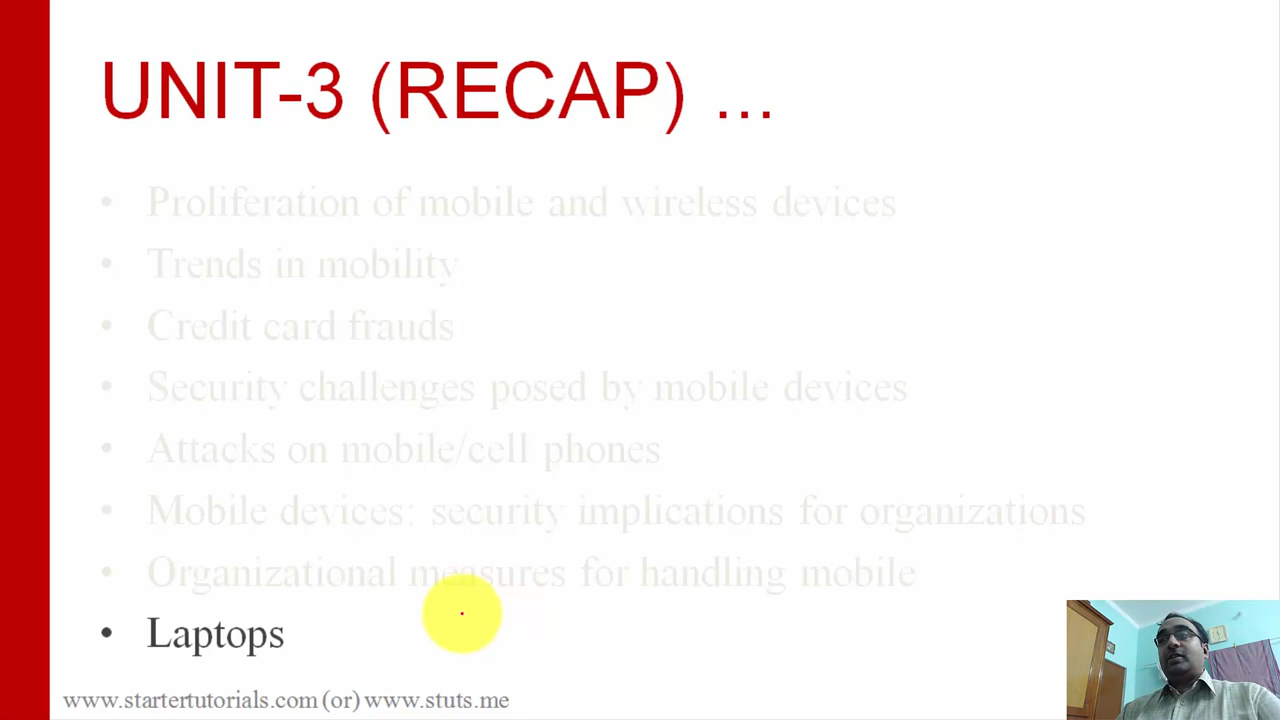 UNIT-3 (RECAP) ...
• Proliferation of mobile and wireless devices
• Trends in mobility
• Credit card frauds
• Security challenges posed by mobile devices
• Attacks on mobile/cell phones
• Mobile devices: security implications for organizations
• Organizational measures for handling mobile
• Laptops
www.startertutorials.com (or) www.stuts.me